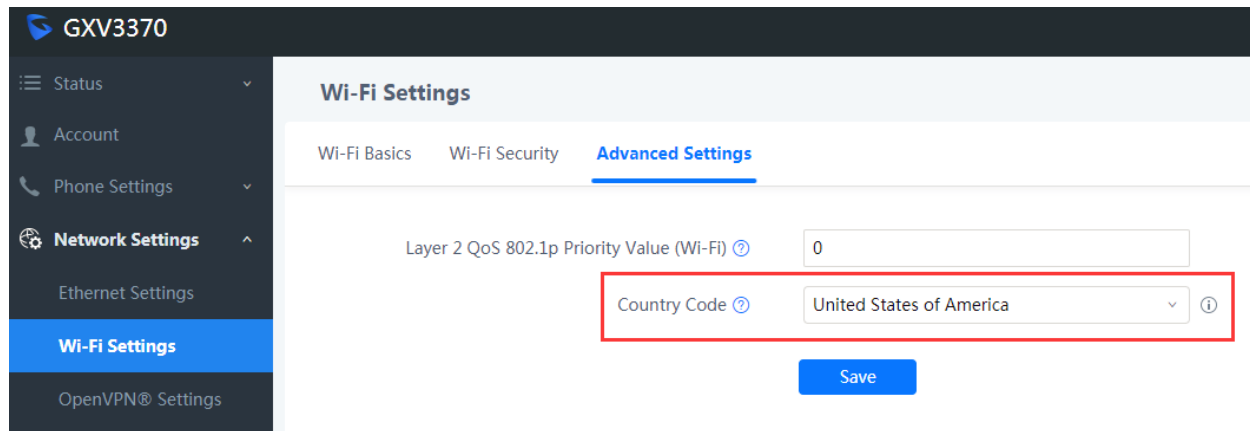 GXV3370
Status
Account
Phone Settings
Network Settings
Ethernet Settings
Wi-Fi Settings
OpenVPN® Settings
Wi-Fi Settings
Wi-Fi Basics Wi-Fi Security Advanced Settings
Layer 2 QoS 802.1p Priority Value (Wi-Fi) ? 0
Country Code ? United States of America i
Save